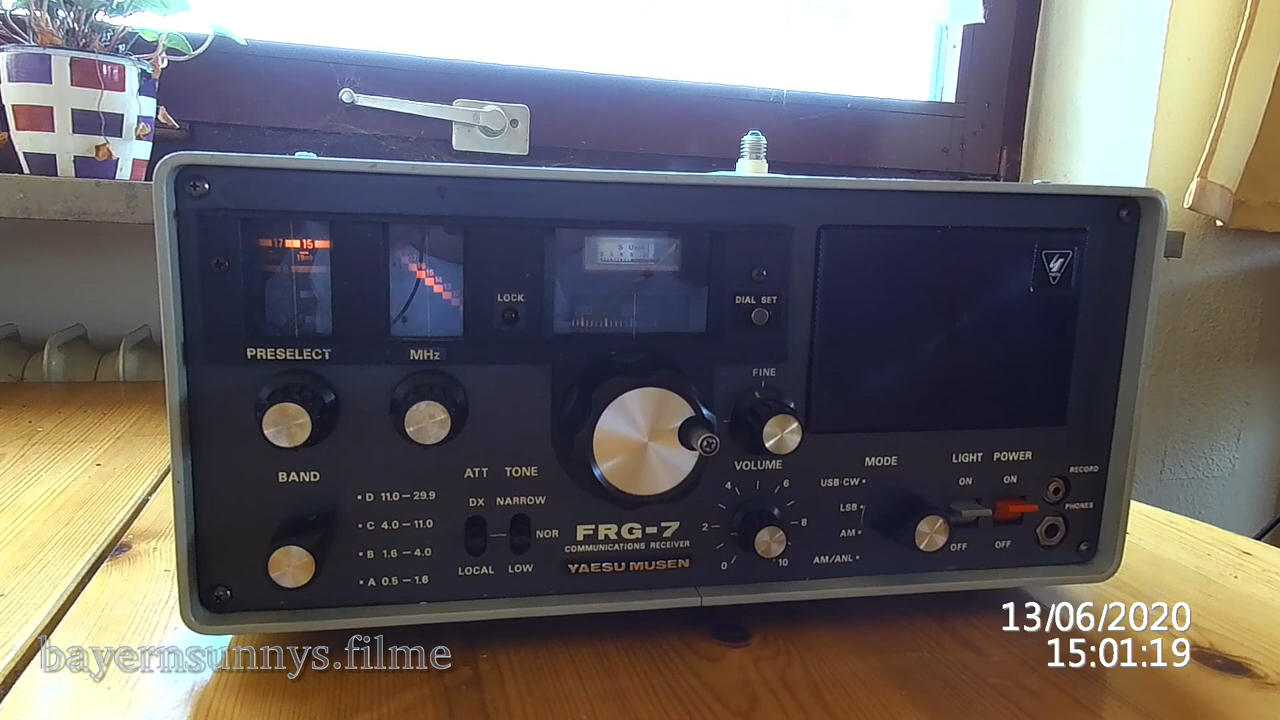 17 15
S Unit
LOCK
DIAL SET
PRESELECT
MHz
FINE
BAND
ATT TONE
VOLUME
MODE
LIGHT POWER
RECORD
DX NARROW
D 11.0 — 29.9
C 4.0 — 11.0
B 1.6 — 4.0
A 0.5 — 1.6
NOR
LOCAL LOW
FRG-7
COMMUNICATIONS RECEIVER
YAESU MUSEN
4 6
2 8
0 10
USB·CW
LSB
AM
AM/ANL
ON ON
OFF OFF
PHONES
13/06/2020
15:01:19
bayernsunnys.filme